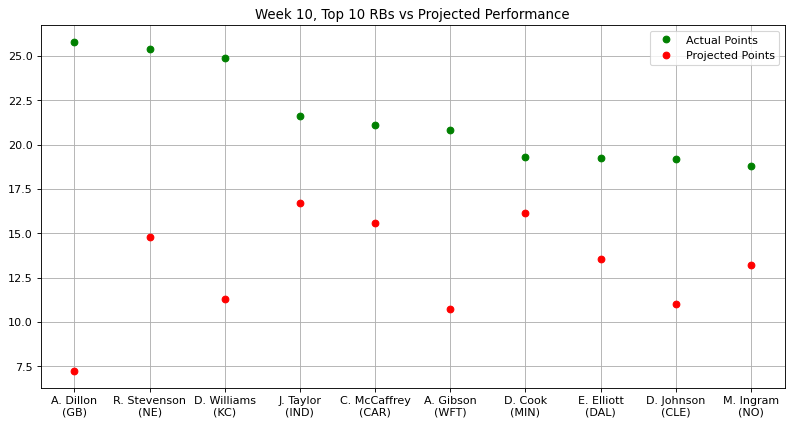 Week 10, Top 10 RBs vs Projected Performance
Actual Points
Projected Points
25.0
22.5
20.0
17.5
15.0
12.5
10.0
7.5
A. Dillon
(GB)
R. Stevenson
(NE)
D. Williams
(KC)
J. Taylor
(IND)
C. McCaffrey
(CAR)
A. Gibson
(WFT)
D. Cook
(MIN)
E. Elliott
(DAL)
D. Johnson
(CLE)
M. Ingram
(NO)